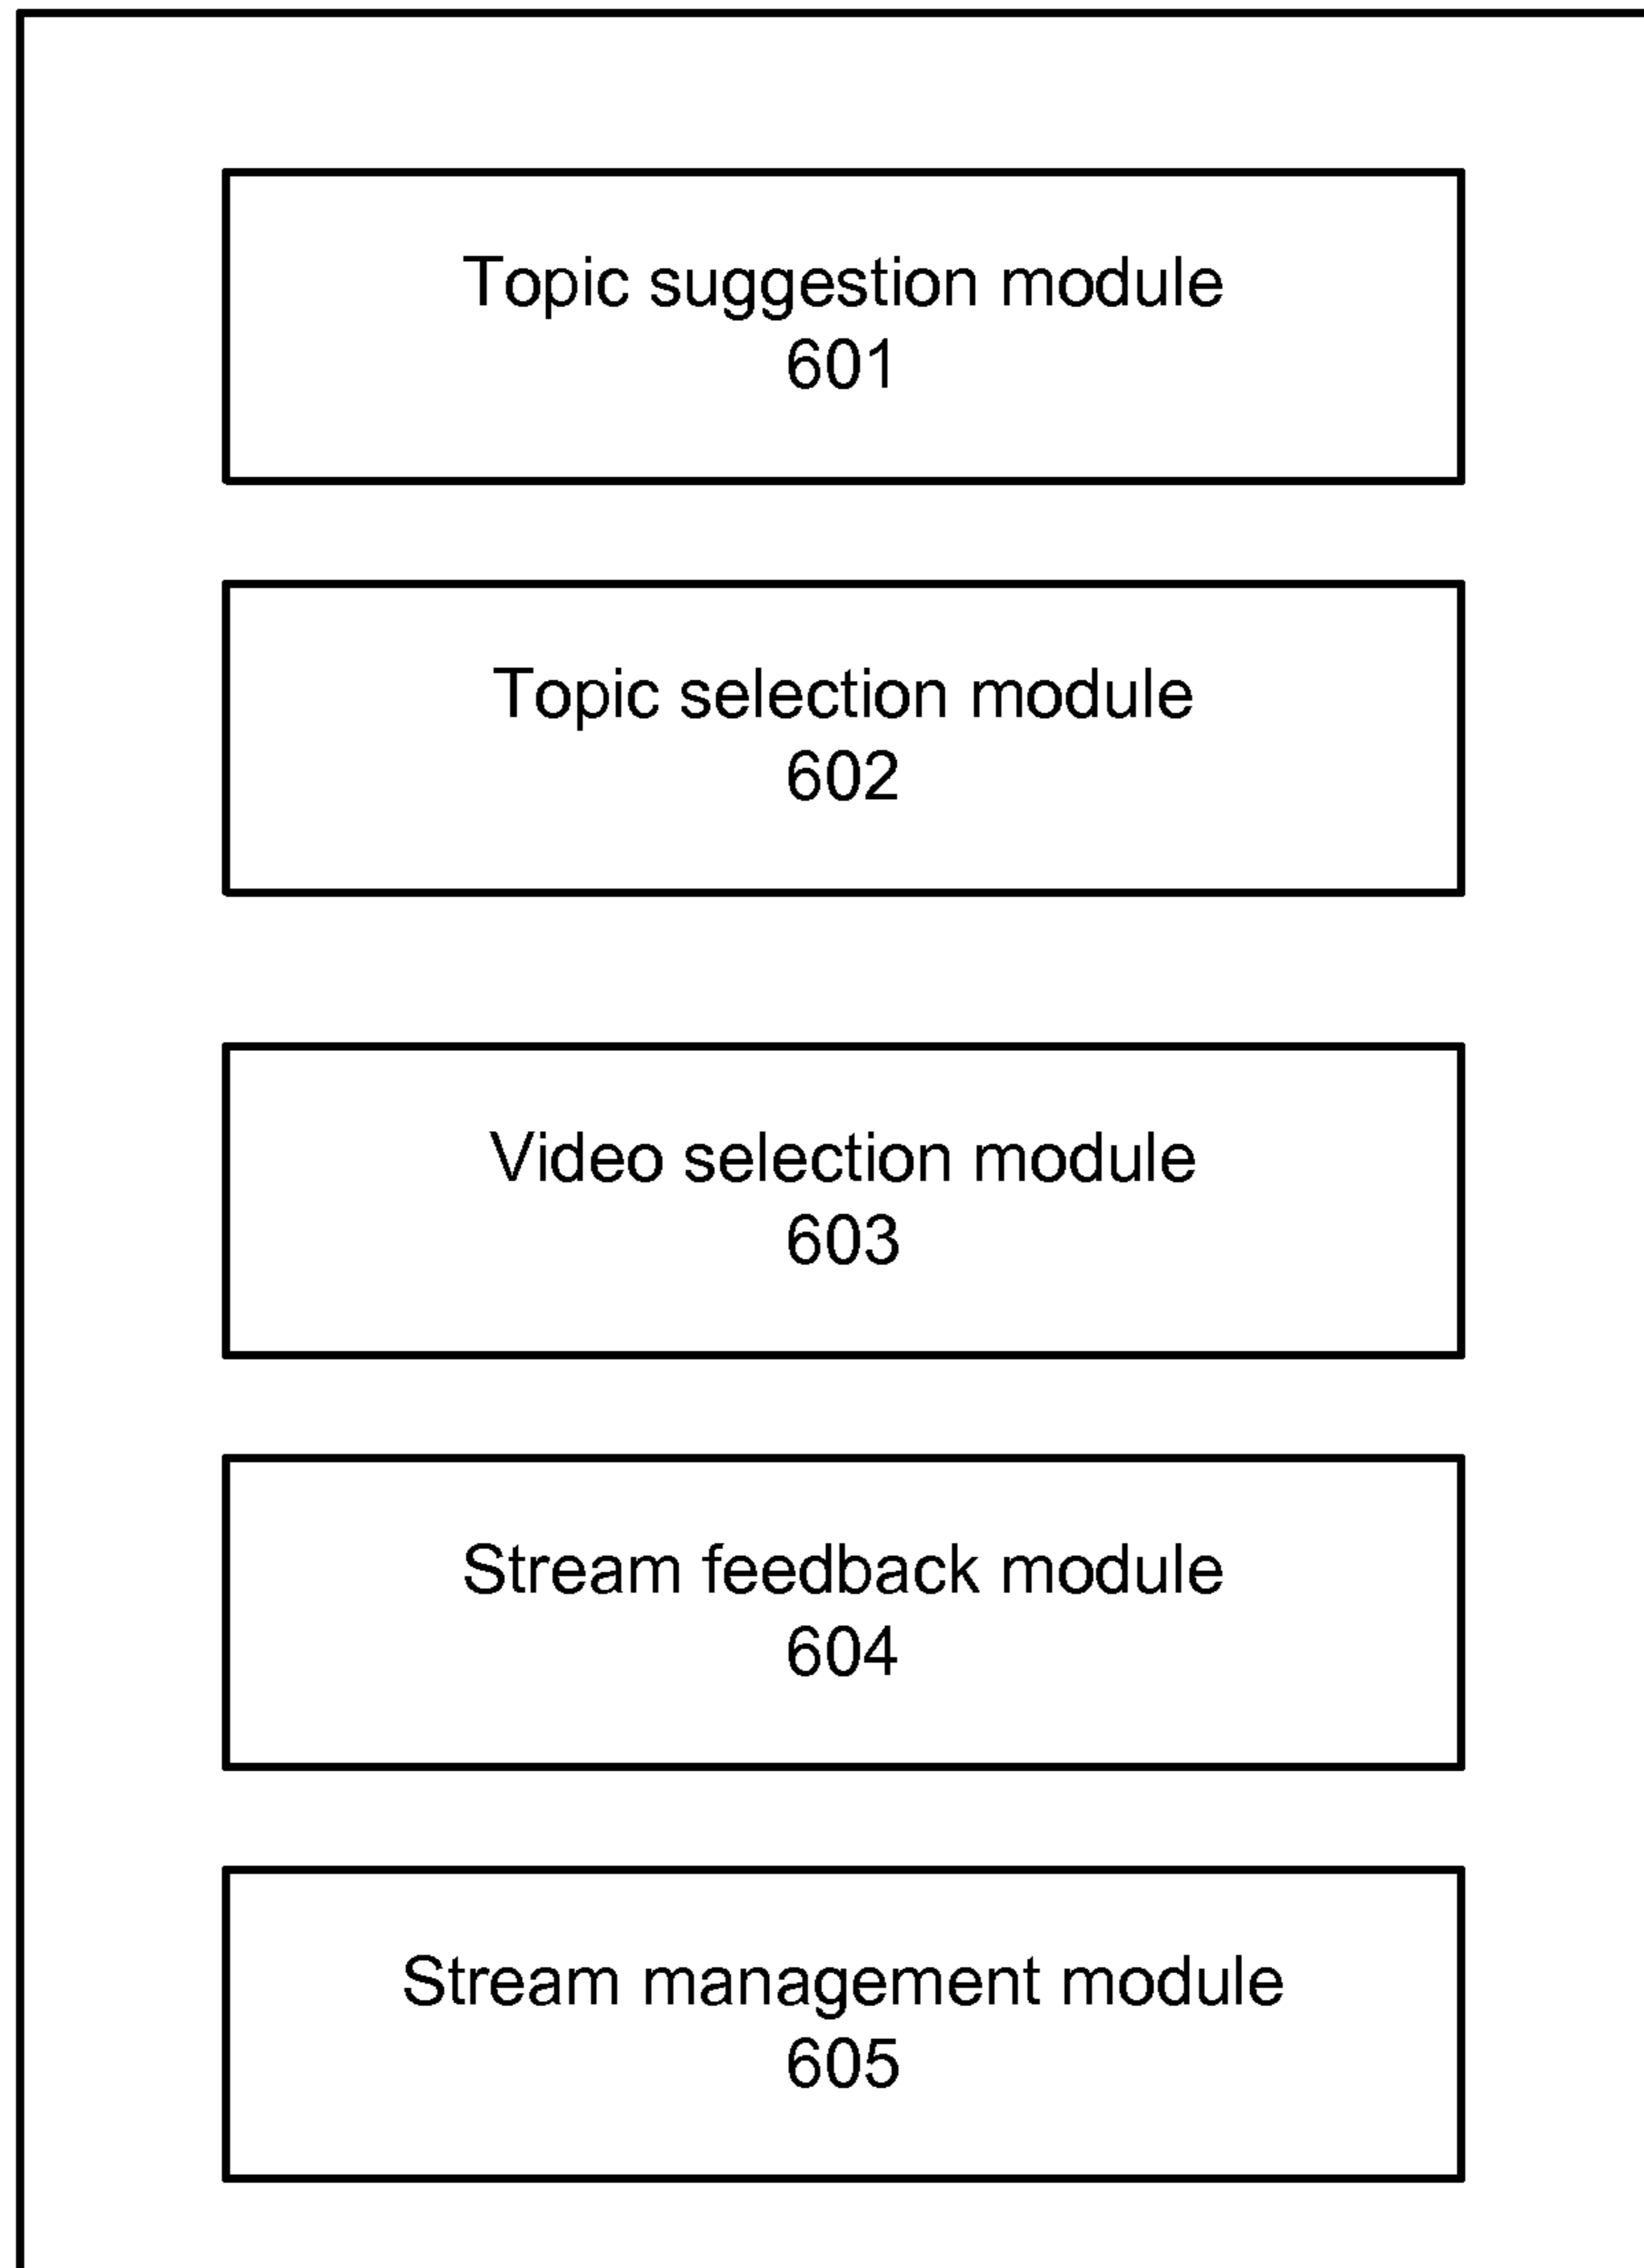 Topic suggestion module
601
Topic selection module
602
Video selection module
603
Stream feedback module
604
Stream management module
605